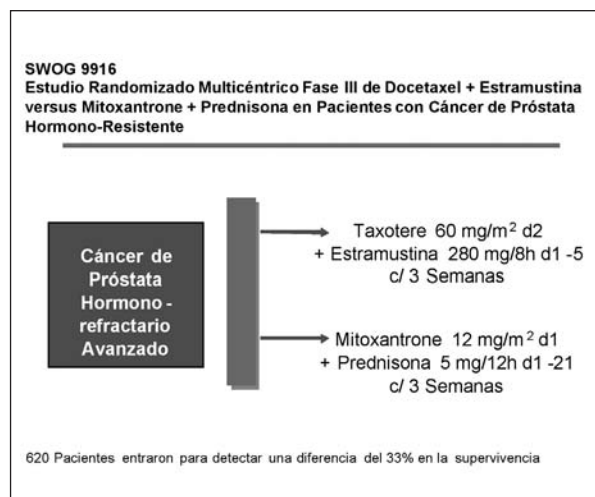 SWOG 9916
Estudio Randomizado Multicéntrico Fase III de Docetaxel + Estramustina
versus Mitoxantrone + Prednisona en Pacientes con Cáncer de Próstata
Hormono-Resistente
Cáncer de
Próstata
Hormono -
refractario
Avanzado
Taxotere 60 mg/m² d2
+ Estramustina 280 mg/8h d1 -5
c/ 3 Semanas
Mitoxantrone 12 mg/m² d1
+ Prednisona 5 mg/12h d1 -21
c/ 3 Semanas
620 Pacientes entraron para detectar una diferencia del 33% en la supervivencia